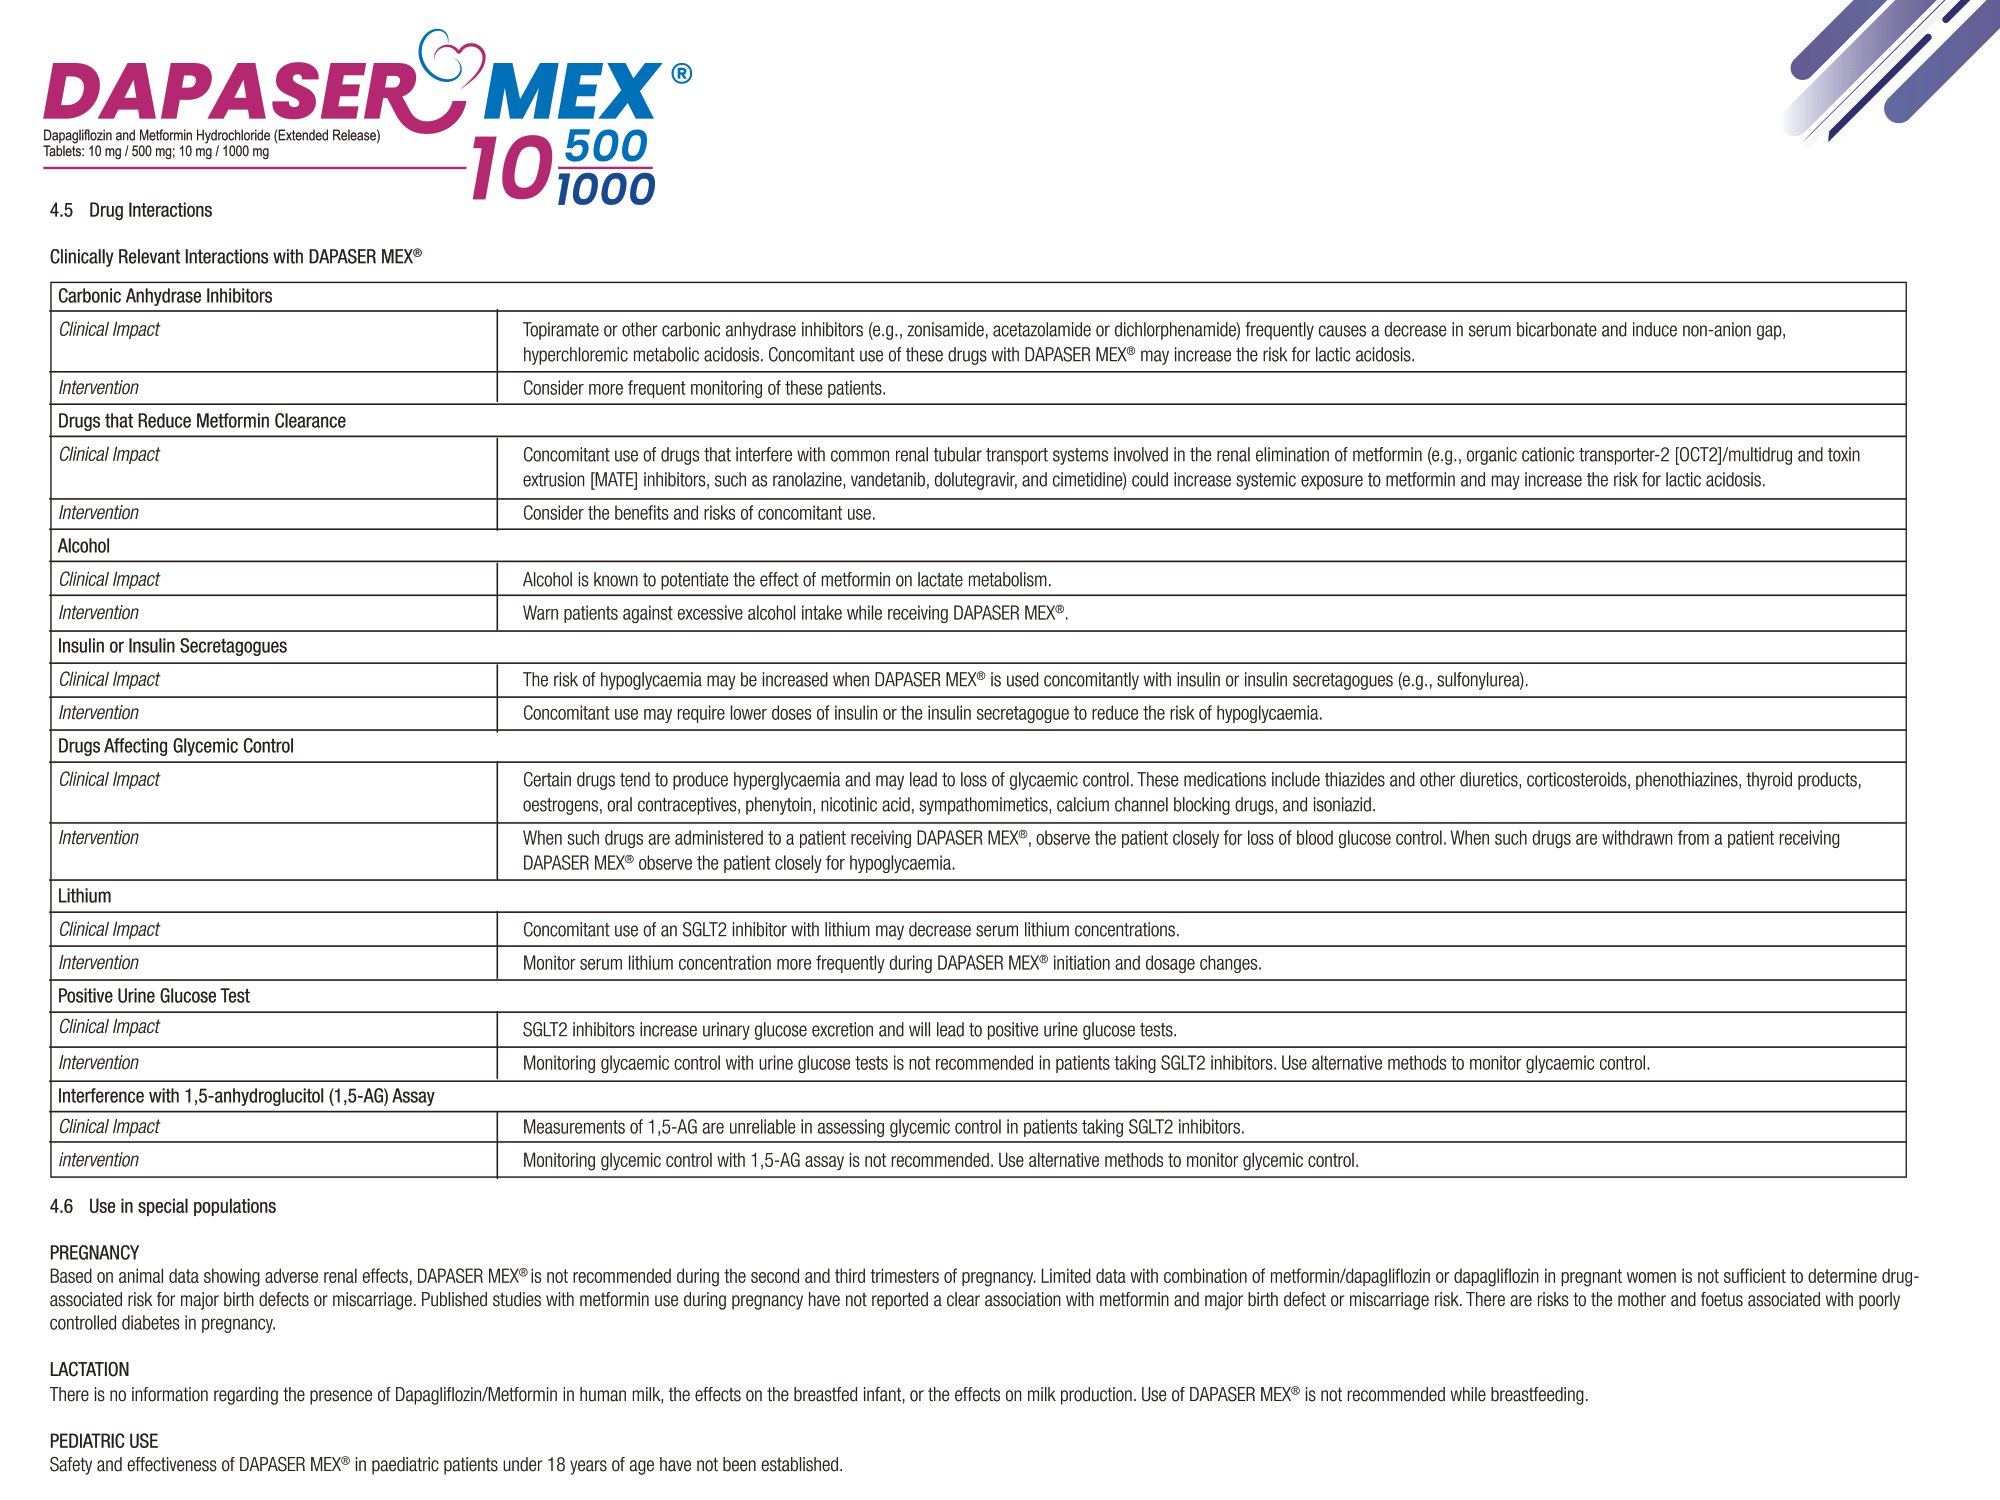 DAPASER MEX®
Dapagliflozin and Metformin Hydrochloride (Extended Release)
Tablets: 10 mg / 500 mg; 10 mg / 1000 mg
10 500
1000
4.5 Drug Interactions
Clinically Relevant Interactions with DAPASER MEX®
Carbonic Anhydrase Inhibitors
Clinical Impact Topiramate or other carbonic anhydrase inhibitors (e.g., zonisamide, acetazolamide or dichlorphenamide) frequently causes a decrease in serum bicarbonate and induce non-anion gap,
hyperchloremic metabolic acidosis. Concomitant use of these drugs with DAPASER MEX® may increase the risk for lactic acidosis.
Intervention Consider more frequent monitoring of these patients.
Drugs that Reduce Metformin Clearance
Clinical Impact Concomitant use of drugs that interfere with common renal tubular transport systems involved in the renal elimination of metformin (e.g., organic cationic transporter-2 [OCT2]/multidrug and toxin
extrusion [MATE] inhibitors, such as ranolazine, vandetanib, dolutegravir, and cimetidine) could increase systemic exposure to metformin and may increase the risk for lactic acidosis.
Intervention Consider the benefits and risks of concomitant use.
Alcohol
Clinical Impact Alcohol is known to potentiate the effect of metformin on lactate metabolism.
Intervention Warn patients against excessive alcohol intake while receiving DAPASER MEX®.
Insulin or Insulin Secretagogues
Clinical Impact The risk of hypoglycaemia may be increased when DAPASER MEX® is used concomitantly with insulin or insulin secretagogues (e.g., sulfonylurea).
Intervention Concomitant use may require lower doses of insulin or the insulin secretagogue to reduce the risk of hypoglycaemia.
Drugs Affecting Glycemic Control
Clinical Impact Certain drugs tend to produce hyperglycaemia and may lead to loss of glycaemic control. These medications include thiazides and other diuretics, corticosteroids, phenothiazines, thyroid products,
oestrogens, oral contraceptives, phenytoin, nicotinic acid, sympathomimetics, calcium channel blocking drugs, and isoniazid.
Intervention When such drugs are administered to a patient receiving DAPASER MEX®, observe the patient closely for loss of blood glucose control. When such drugs are withdrawn from a patient receiving
DAPASER MEX® observe the patient closely for hypoglycaemia.
Lithium
Clinical Impact Concomitant use of an SGLT2 inhibitor with lithium may decrease serum lithium concentrations.
Intervention Monitor serum lithium concentration more frequently during DAPASER MEX® initiation and dosage changes.
Positive Urine Glucose Test
Clinical Impact SGLT2 inhibitors increase urinary glucose excretion and will lead to positive urine glucose tests.
Intervention Monitoring glycaemic control with urine glucose tests is not recommended in patients taking SGLT2 inhibitors. Use alternative methods to monitor glycaemic control.
Interference with 1,5-anhydroglucitol (1,5-AG) Assay
Clinical Impact Measurements of 1,5-AG are unreliable in assessing glycemic control in patients taking SGLT2 inhibitors.
intervention Monitoring glycemic control with 1,5-AG assay is not recommended. Use alternative methods to monitor glycemic control.
4.6 Use in special populations
PREGNANCY
Based on animal data showing adverse renal effects, DAPASER MEX® is not recommended during the second and third trimesters of pregnancy. Limited data with combination of metformin/dapagliflozin or dapagliflozin in pregnant women is not sufficient to determine drug-
associated risk for major birth defects or miscarriage. Published studies with metformin use during pregnancy have not reported a clear association with metformin and major birth defect or miscarriage risk. There are risks to the mother and foetus associated with poorly
controlled diabetes in pregnancy.
LACTATION
There is no information regarding the presence of Dapagliflozin/Metformin in human milk, the effects on the breastfed infant, or the effects on milk production. Use of DAPASER MEX® is not recommended while breastfeeding.
PEDIATRIC USE
Safety and effectiveness of DAPASER MEX® in paediatric patients under 18 years of age have not been established.